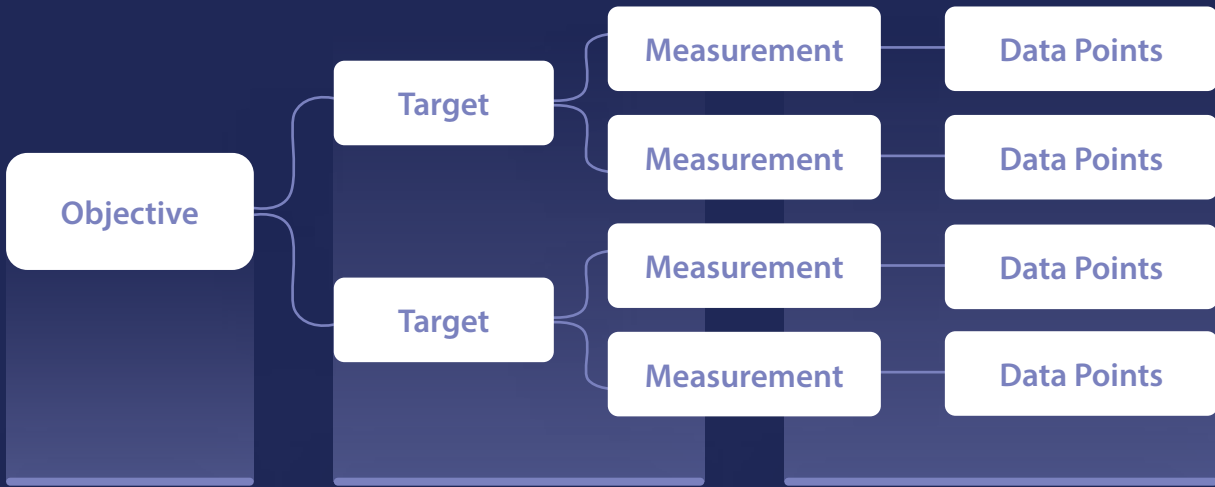 Objective
Target
Measurement
Data Points
Measurement
Data Points
Target
Measurement
Data Points
Measurement
Data Points